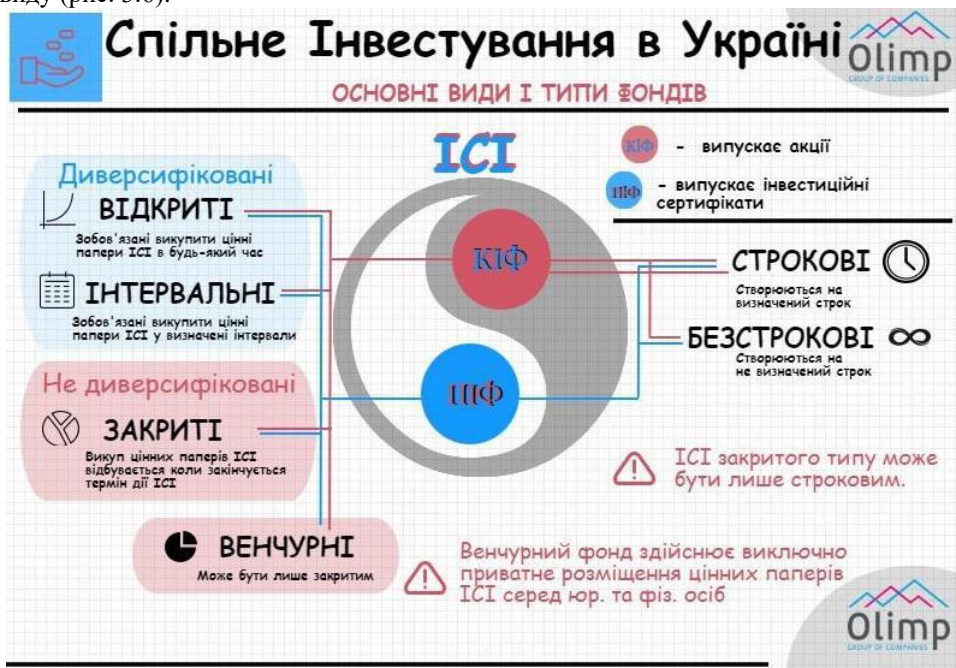 виду (рис. 3.6).
Спільне Інвестування в Україні
Olimp
GROUP OF COMPANIES
ОСНОВНІ ВИДИ І ТИПИ ФОНДІВ
ІСІ
КІФ - випускає акції
ПІФ - випускає інвестиційні
сертифікати
Диверсифіковані
ВІДКРИТІ
Зобов'язані викупити цінні
папери ІСІ в будь-який час
ІНТЕРВАЛЬНІ
Зобов'язані викупити цінні
папери ІСІ у визначені інтервали
Не диверсифіковані
ЗАКРИТІ
Викуп цінних паперів ІСІ
відбувається коли закінчується
термін дії ІСІ
ВЕНЧУРНІ
Може бути лише закритим
КІФ
ПІФ
СТРОКОВІ
Створюються на
визначений строк
БЕЗСТРОКОВІ
Створюються на
не визначений строк
ІСІ закритого типу може
бути лише строковим.
Венчурний фонд здійснює виключно
приватне розміщення цінних паперів
ІСІ серед юр. та фіз. осіб
Olimp
GROUP OF COMPANIES